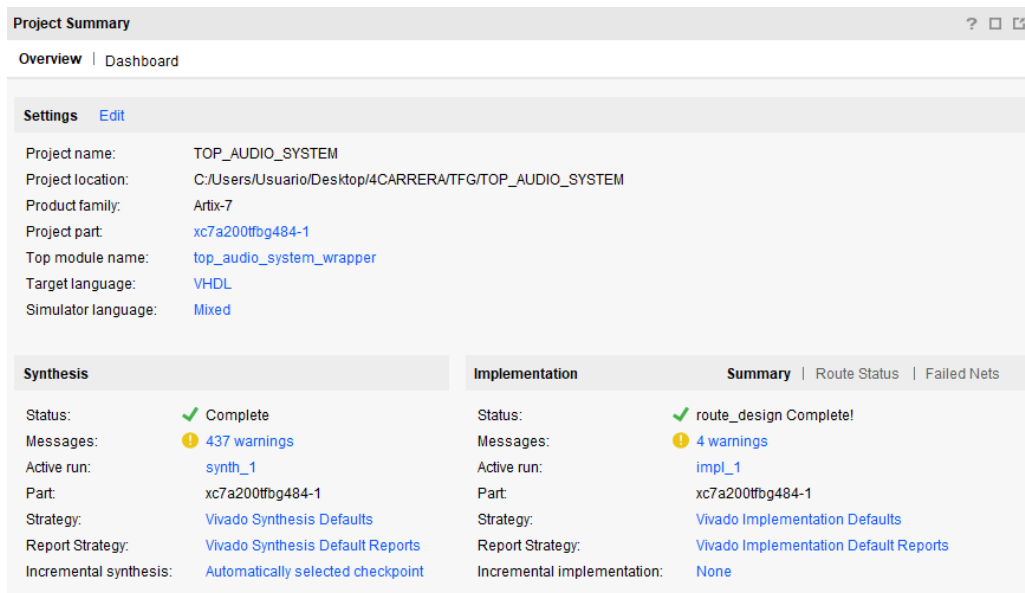 Project Summary
?
Overview | Dashboard
Settings Edit
Project name: TOP_AUDIO_SYSTEM
Project location: C:/Users/Usuario/Desktop/4CARRERA/TFG/TOP_AUDIO_SYSTEM
Product family: Artix-7
Project part: xc7a200tfbg484-1
Top module name: top_audio_system_wrapper
Target language: VHDL
Simulator language: Mixed
Synthesis
Status: Complete
Messages: 437 warnings
Active run: synth_1
Part: xc7a200tfbg484-1
Strategy: Vivado Synthesis Defaults
Report Strategy: Vivado Synthesis Default Reports
Incremental synthesis: Automatically selected checkpoint
Implementation Summary | Route Status | Failed Nets
Status: route_design Complete!
Messages: 4 warnings
Active run: impl_1
Part: xc7a200tfbg484-1
Strategy: Vivado Implementation Defaults
Report Strategy: Vivado Implementation Default Reports
Incremental implementation: None